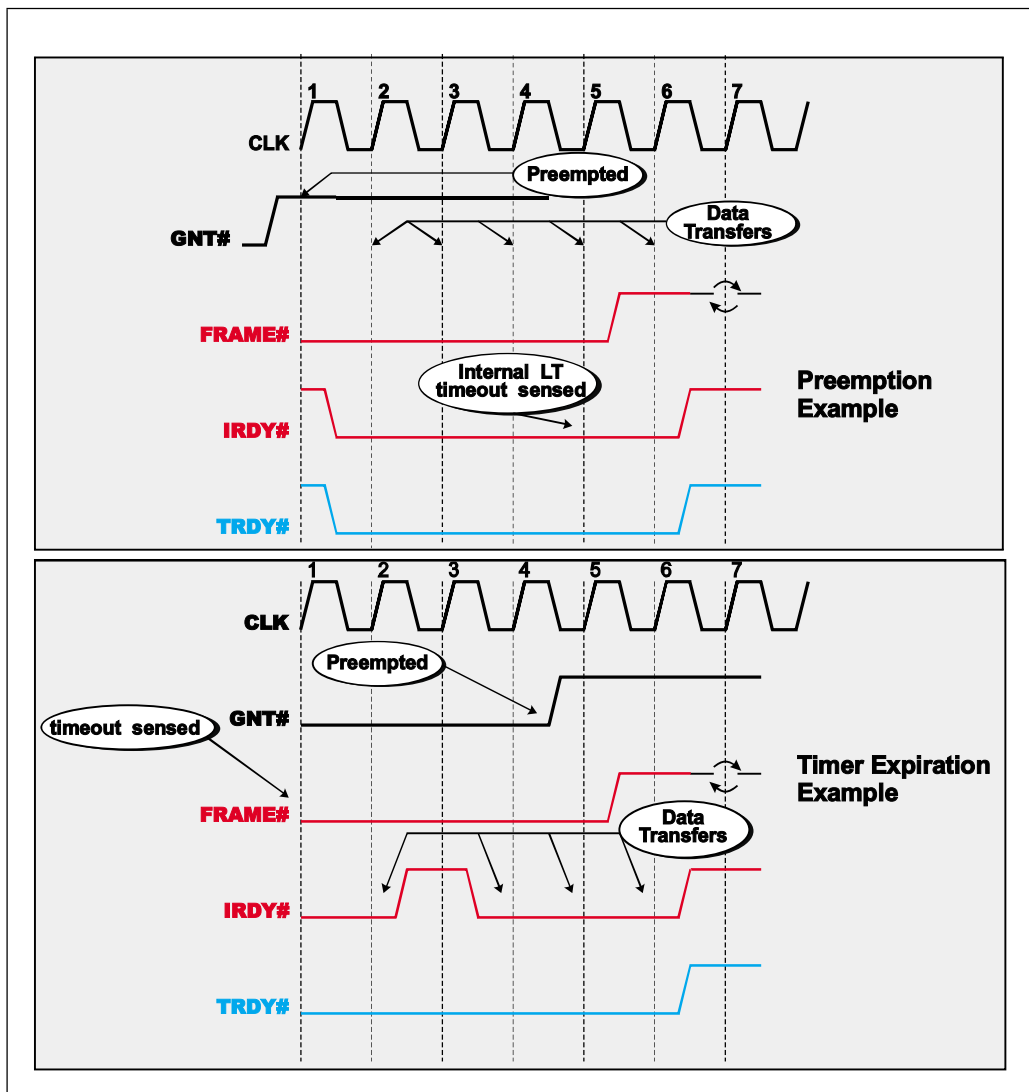 1 2 3 4 5 6 7
CLK
Preempted
GNT#
Data
Transfers
FRAME#
Internal LT
timeout sensed
Preemption
Example
IRDY#
TRDY#
1 2 3 4 5 6 7
CLK
Preempted
GNT#
timeout sensed
Timer Expiration
Example
FRAME#
Data
Transfers
IRDY#
TRDY#